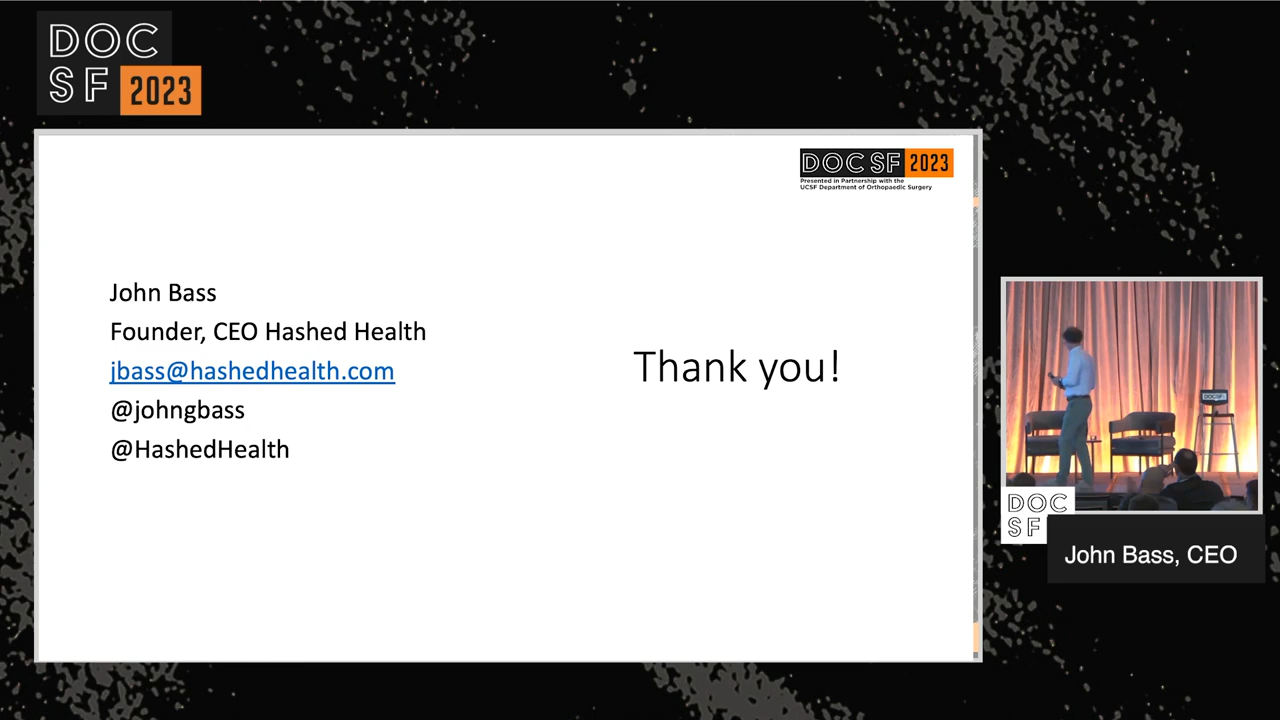 DOC
SF 2023
DOC SF 2023
Presented in Partnership with the
UCSF Department of Orthopaedic Surgery
John Bass
Founder, CEO Hashed Health
jbass@hashedhealth.com
@johngbass
@HashedHealth
Thank you!
DOCSF
DOC
SF
John Bass, CEO